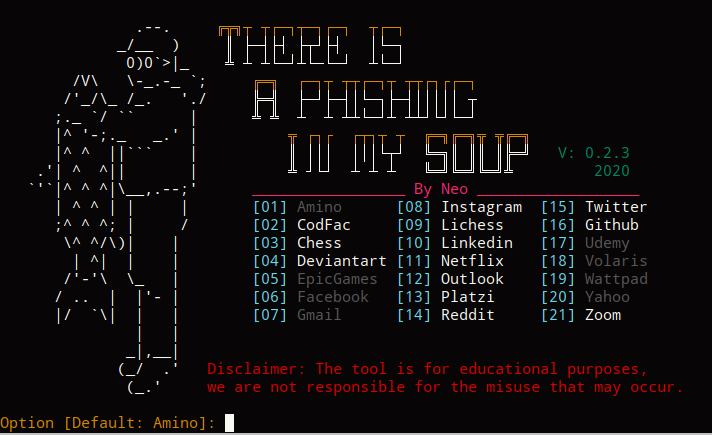 THERE IS
A PHISHING
IN MY SOUP
V: 0.2.3
2020
By Neo
[01] Amino [08] Instagram [15] Twitter
[02] CodFac [09] Lichess [16] Github
[03] Chess [10] Linkedin [17] Udemy
[04] Deviantart [11] Netflix [18] Volaris
[05] EpicGames [12] Outlook [19] Wattpad
[06] Facebook [13] Platzi [20] Yahoo
[07] Gmail [14] Reddit [21] Zoom
Disclaimer: The tool is for educational purposes,
we are not responsible for the misuse that may occur.
Option [Default: Amino]: